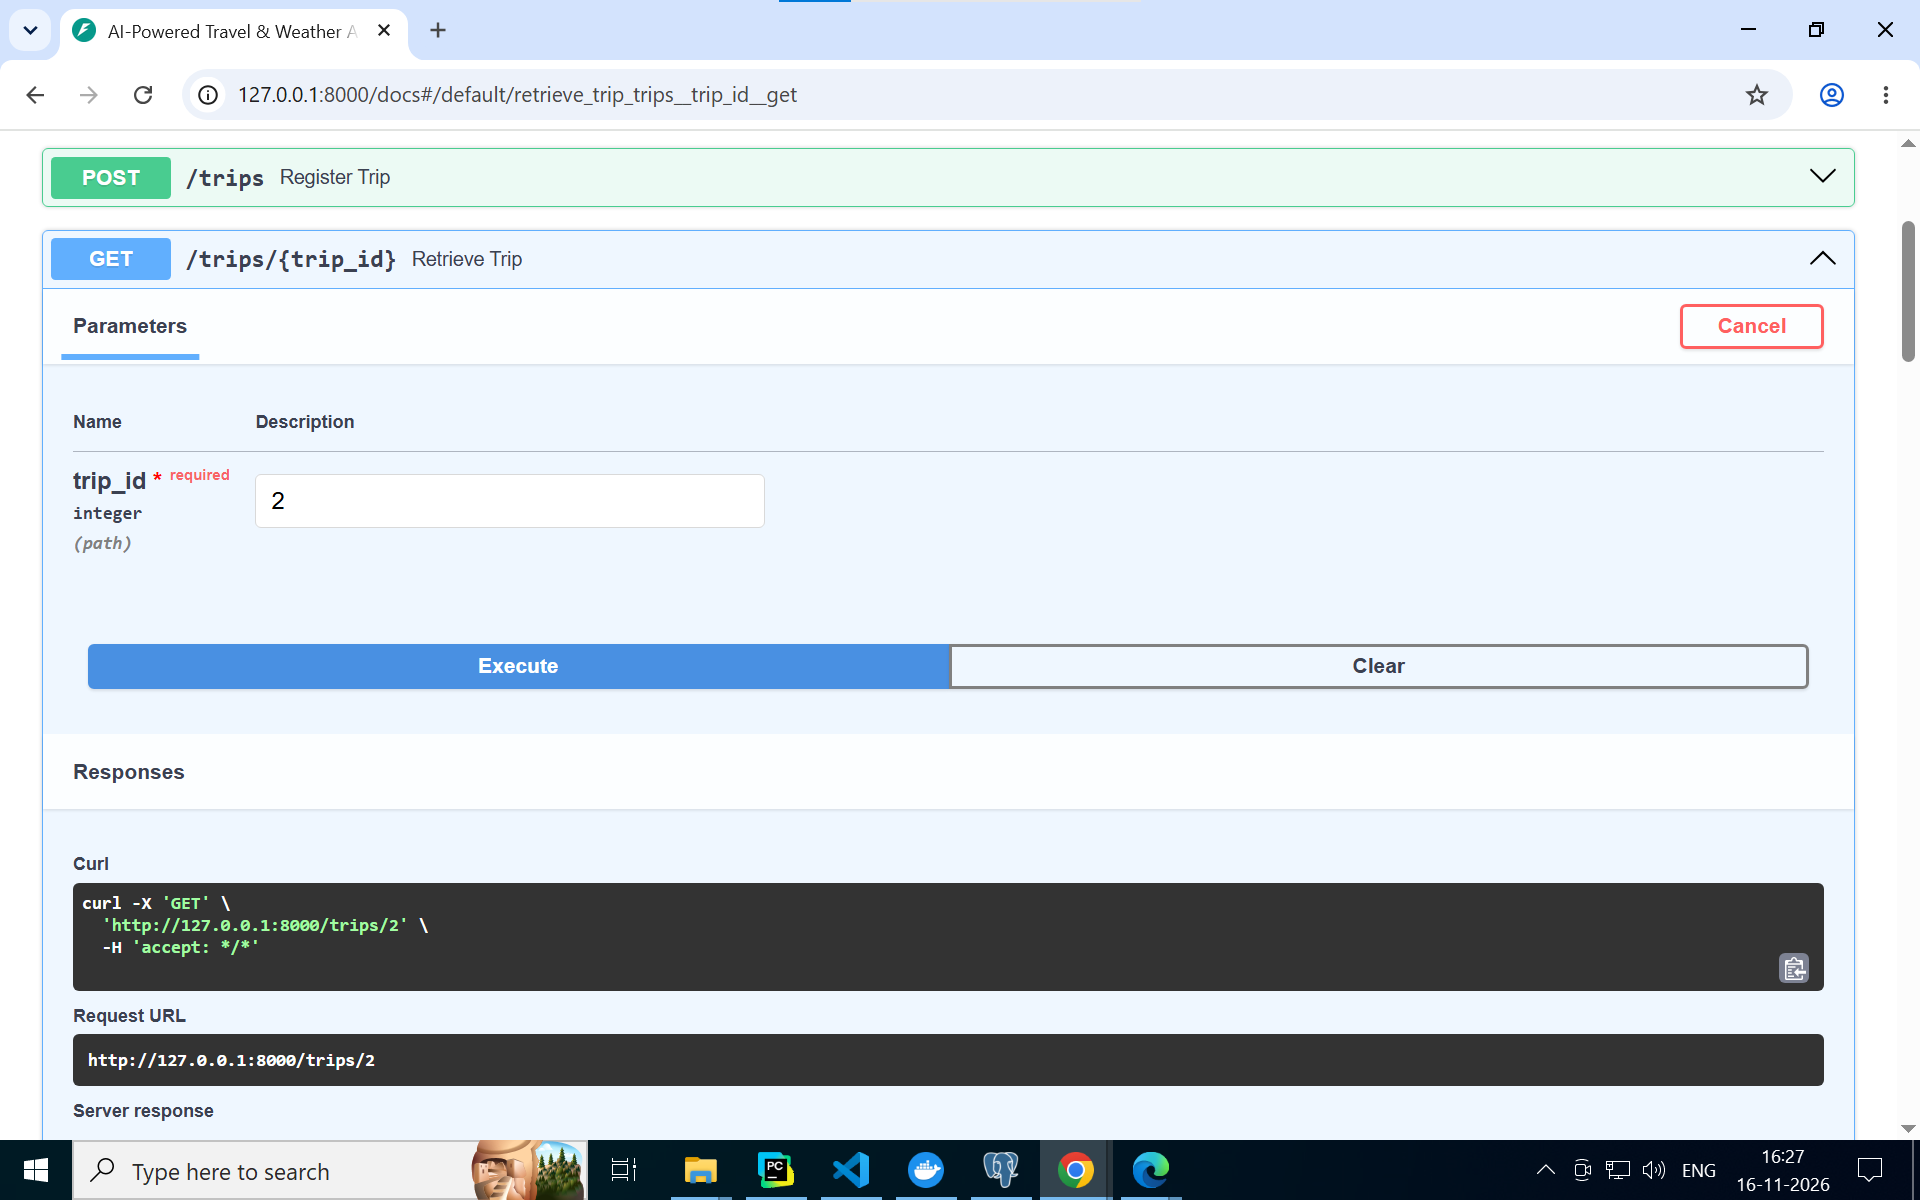 AI-Powered Travel & Weather A
127.0.0.1:8000/docs#/default/retrieve_trip_trips__trip_id__get
POST /trips Register Trip
GET /trips/{trip_id} Retrieve Trip
Parameters
Cancel
Name Description
trip_id * required
integer
(path)
2
Execute
Clear
Responses
Curl
curl -X 'GET' \
'http://127.0.0.1:8000/trips/2' \
-H 'accept: */*'
Request URL
http://127.0.0.1:8000/trips/2
Server response
Type here to search
PC
ENG
16:27
16-11-2026